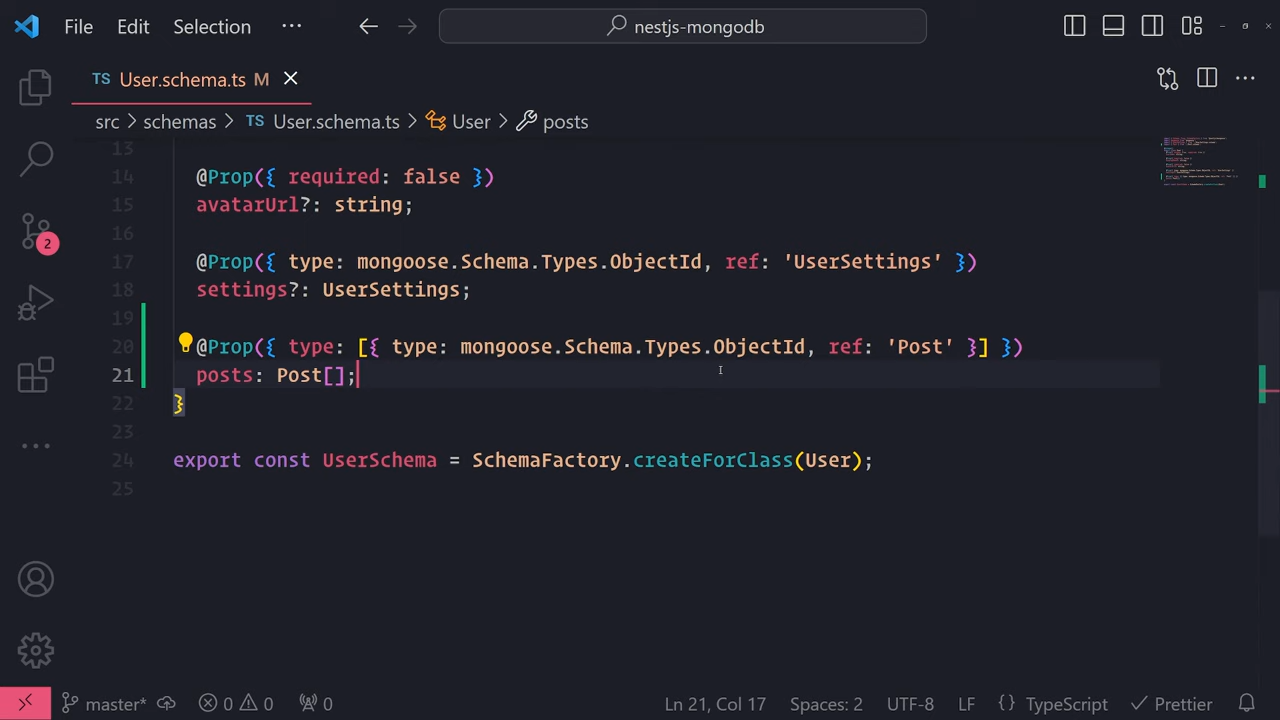 File Edit Selection ··· nestjs-mongodb
TS User.schema.ts M
src > schemas > TS User.schema.ts > User > posts
13
14 @Prop({ required: false })
15 avatarUrl?: string;
16
17 @Prop({ type: mongoose.Schema.Types.ObjectId, ref: 'UserSettings' })
18 settings?: UserSettings;
19
20 @Prop({ type: [{ type: mongoose.Schema.Types.ObjectId, ref: 'Post' }] })
21 posts: Post[];
22 }
23
24 export const UserSchema = SchemaFactory.createForClass(User);
25
2
master* 0 0 0 Ln 21, Col 17 Spaces: 2 UTF-8 LF {} TypeScript Prettier